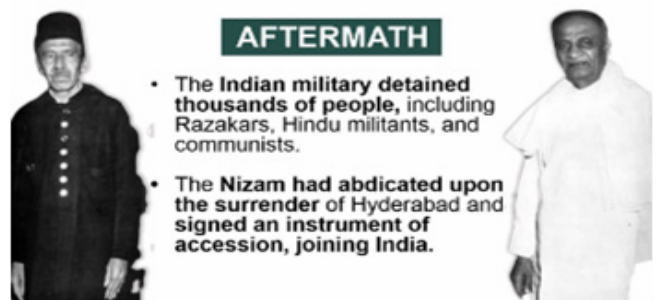 AFTERMATH
• The Indian military detained
thousands of people, including
Razakars, Hindu militants, and
communists.
• The Nizam had abdicated upon
the surrender of Hyderabad and
signed an instrument of
accession, joining India.